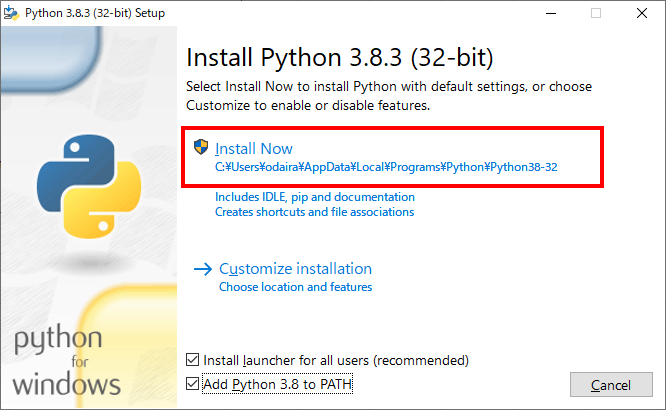 Python 3.8.3 (32-bit) Setup
Install Python 3.8.3 (32-bit)
Select Install Now to install Python with default settings, or choose
Customize to enable or disable features.
Install Now
C:¥Users¥odaira¥AppData¥Local¥Programs¥Python¥Python38-32
Includes IDLE, pip and documentation
Creates shortcuts and file associations
Customize installation
Choose location and features
python
for
windows
Install launcher for all users (recommended)
Add Python 3.8 to PATH
Cancel